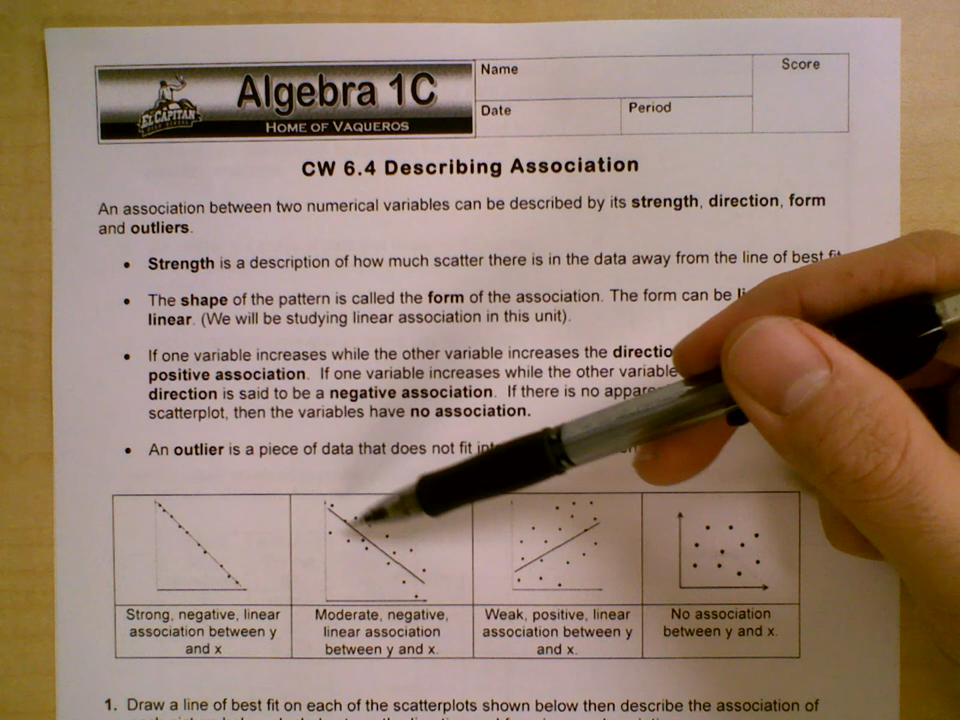 Algebra 1C
EL CAPITAN
HIGH SCHOOL
HOME OF VAQUEROS
Name
Score
Date
Period
CW 6.4 Describing Association
An association between two numerical variables can be described by its strength, direction, form
and outliers.
• Strength is a description of how much scatter there is in the data away from the line of best fit
• The shape of the pattern is called the form of the association. The form can be
linear. (We will be studying linear association in this unit).
• If one variable increases while the other variable increases the
positive association. If one variable increases while the other variable
direction is said to be a negative association. If there is no
scatterplot, then the variables have no association.
• An outlier is a piece of data that does not fit
Strong, negative, linear
association between y
and x
Moderate, negative,
linear association
between y and x.
Weak, positive, linear
association between y
and x.
No association
between y and x.
1. Draw a line of best fit on each of the scatterplots shown below then describe the association of